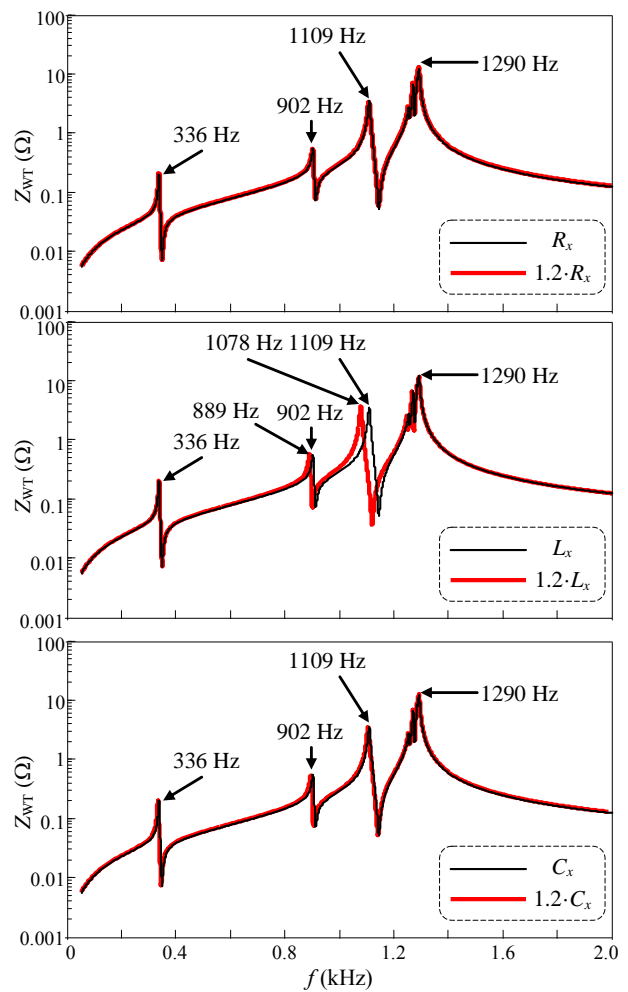 100
10
1
0.1
0.01
0.001
Z_WT (Ω)
336 Hz
902 Hz
1109 Hz
1290 Hz
R_x
1.2·R_x
100
10
1
0.1
0.01
0.001
Z_WT (Ω)
336 Hz
889 Hz
902 Hz
1078 Hz 1109 Hz
1290 Hz
L_x
1.2·L_x
100
10
1
0.1
0.01
0.001
Z_WT (Ω)
336 Hz
902 Hz
1109 Hz
1290 Hz
C_x
1.2·C_x
0 0.4 0.8 1.2 1.6 2.0
f (kHz)